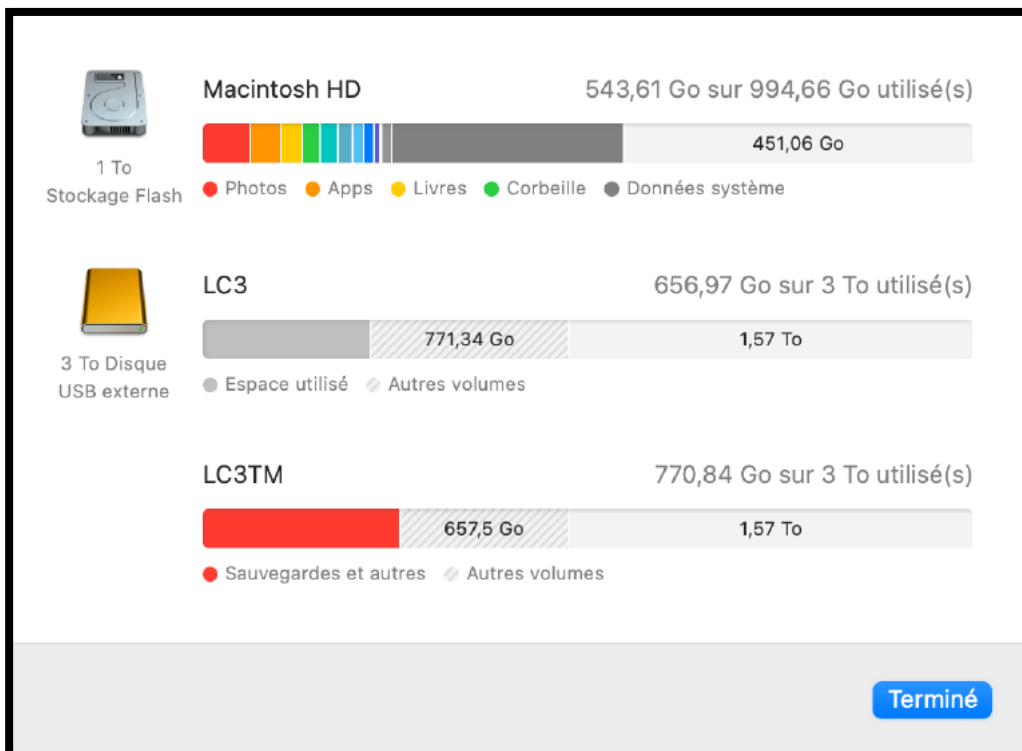 Macintosh HD
543,61 Go sur 994,66 Go utilisé(s)
451,06 Go
1 To
Stockage Flash
Photos Apps Livres Corbeille Données système
LC3
656,97 Go sur 3 To utilisé(s)
771,34 Go
1,57 To
3 To Disque
USB externe
Espace utilisé Autres volumes
LC3TM
770,84 Go sur 3 To utilisé(s)
657,5 Go
1,57 To
Sauvegardes et autres Autres volumes
Terminé